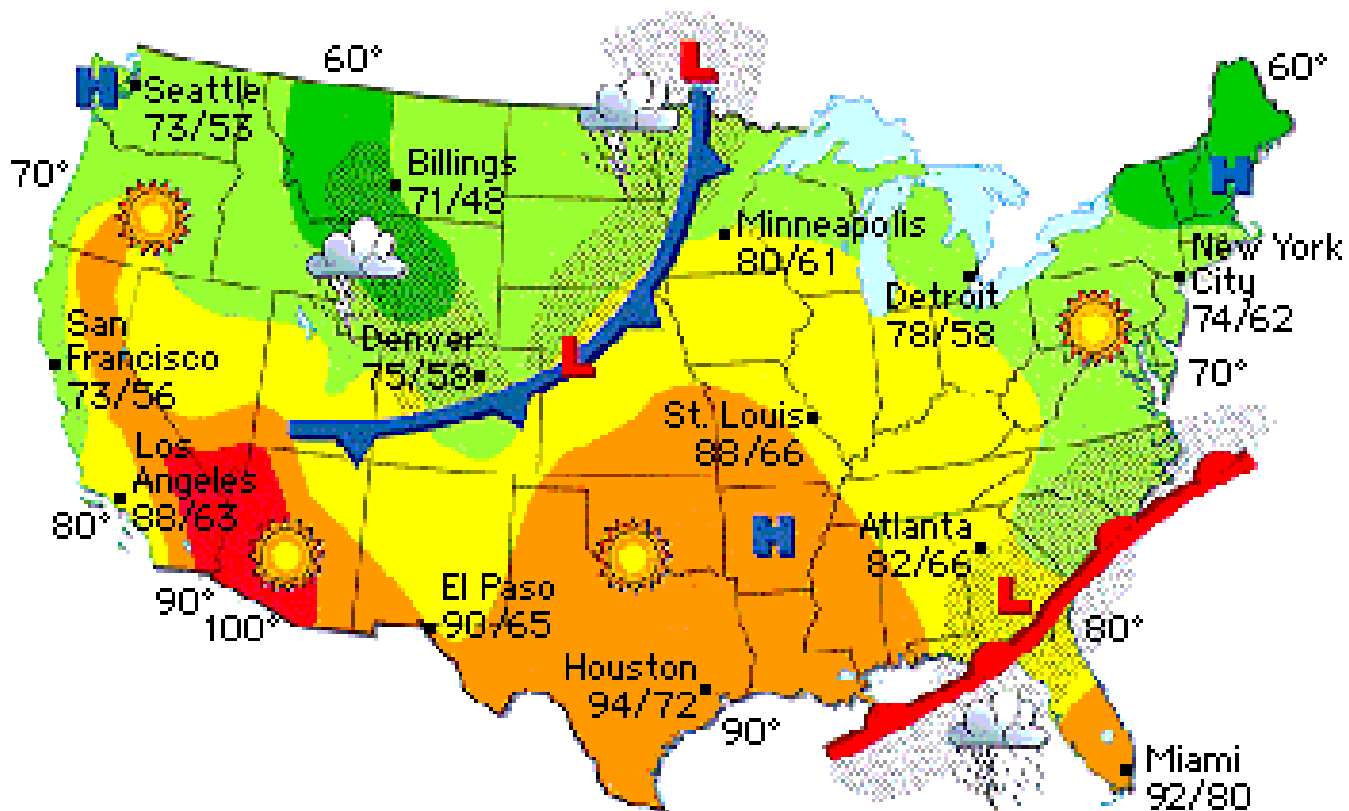 L
60°
60°
H
Seattle
73/53
Billings
71/48
H
70°
Minneapolis
80/61
New York
City
74/62
Detroit
78/58
San
Francisco
73/56
Denver
75/58
L
70°
St. Louis
88/66
Los
Angeles
88/63
80°
H
Atlanta
82/66
L
90°
100°
El Paso
90/65
80°
Houston
94/72
90°
Miami
92/80